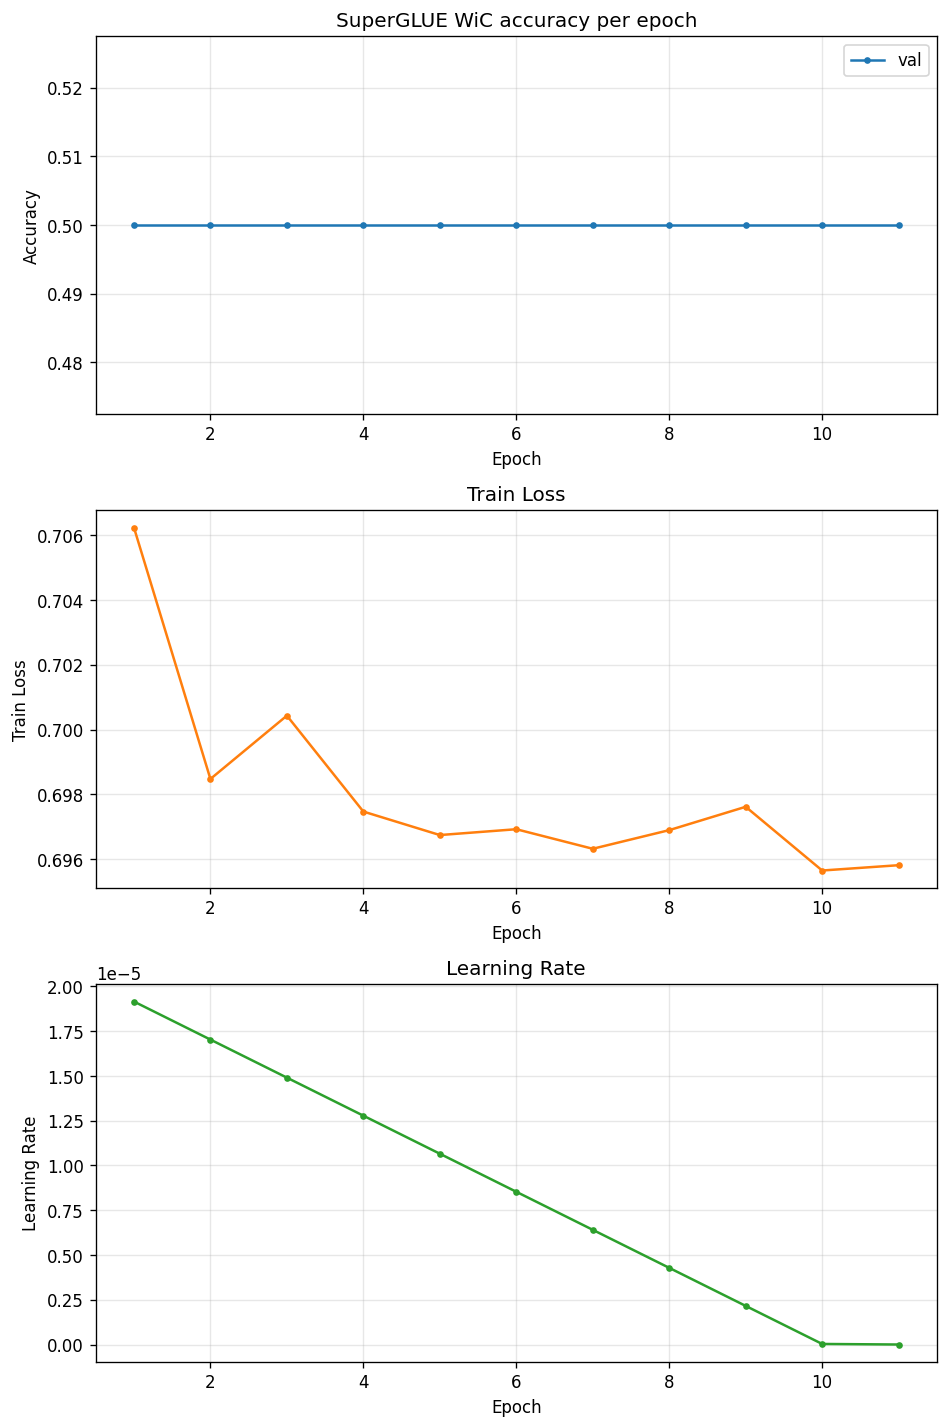 SuperGLUE WiC accuracy per epoch
val
0.52
0.51
0.50
0.49
0.48
Accuracy
2 4 6 8 10
Epoch
Train Loss
0.706
0.704
0.702
0.700
0.698
0.696
Train Loss
2 4 6 8 10
Epoch
Learning Rate
1e−5
2.00
1.75
1.50
1.25
1.00
0.75
0.50
0.25
0.00
Learning Rate
2 4 6 8 10
Epoch